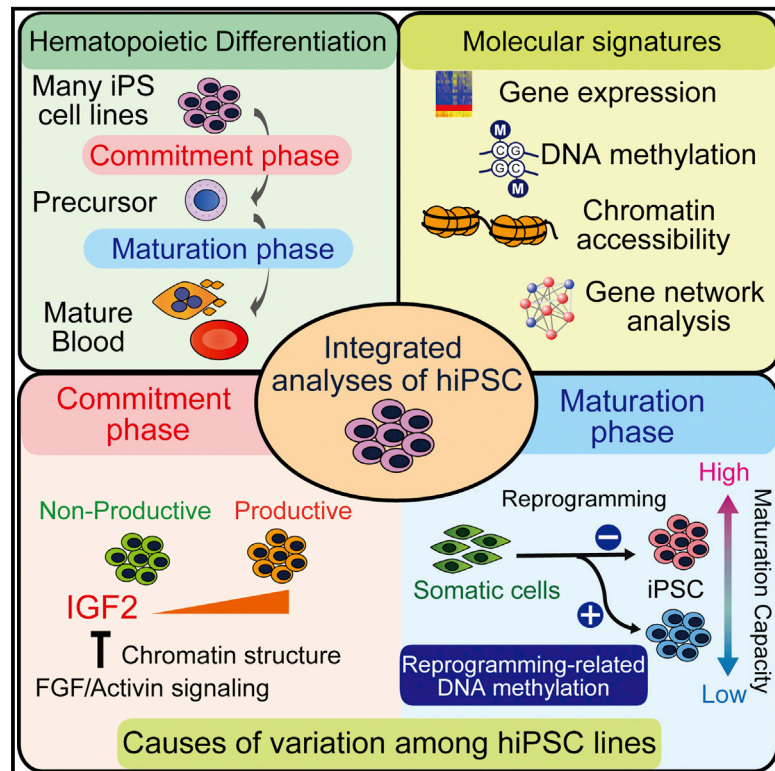 Hematopoietic Differentiation
Many iPS
cell lines
Commitment phase
Precursor
Maturation phase
Mature
Blood
Molecular signatures
Gene expression
M
C G
G C
M
DNA methylation
Chromatin
accessibility
Gene network
analysis
Integrated
analyses of hiPSC
Commitment
phase
Non-Productive
Productive
IGF2
Chromatin structure
FGF/Activin signaling
Maturation
phase
Reprogramming
Somatic cells
−
+
iPSC
High
Maturation Capacity
Low
Reprogramming-related
DNA methylation
Causes of variation among hiPSC lines